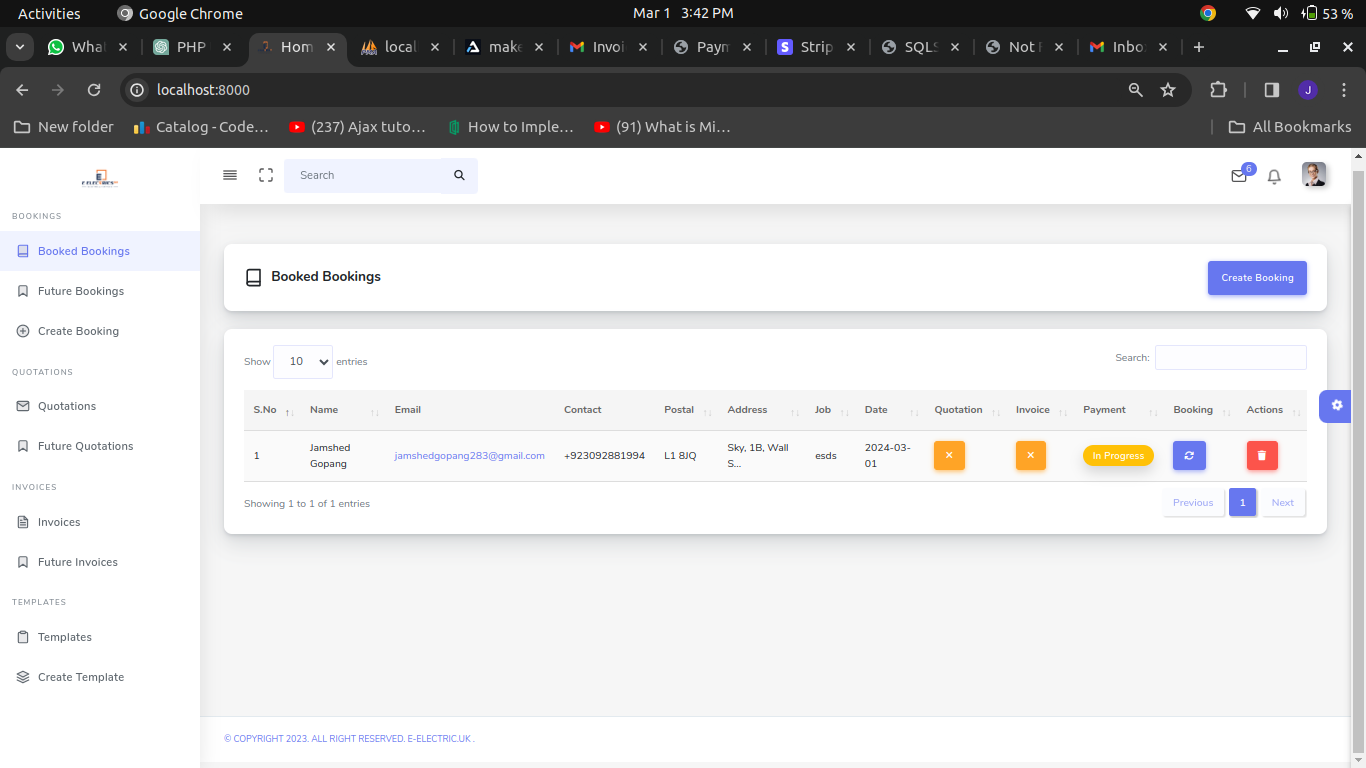 Activities Google Chrome Mar 1 3:42 PM 53 %
What PHP Hom local make Invoi Paym Strip SQLS Not F Inbo
localhost:8000 J
New folder Catalog - Code… (237) Ajax tuto… How to Imple… (91) What is Mi… All Bookmarks
Search 6
BOOKINGS
Booked Bookings
Future Bookings
Create Booking
QUOTATIONS
Quotations
Future Quotations
INVOICES
Invoices
Future Invoices
TEMPLATES
Templates
Create Template
Booked Bookings Create Booking
Show 10 entries Search:
S.No Name Email Contact Postal Address Job Date Quotation Invoice Payment Booking Actions
1 Jamshed jamshedgopang283@gmail.com +923092881994 L1 8JQ Sky, 1B, Wall esds 2024-03- In Progress
Gopang S... 01
Showing 1 to 1 of 1 entries Previous 1 Next
© COPYRIGHT 2023. ALL RIGHT RESERVED. E-ELECTRIC.UK .